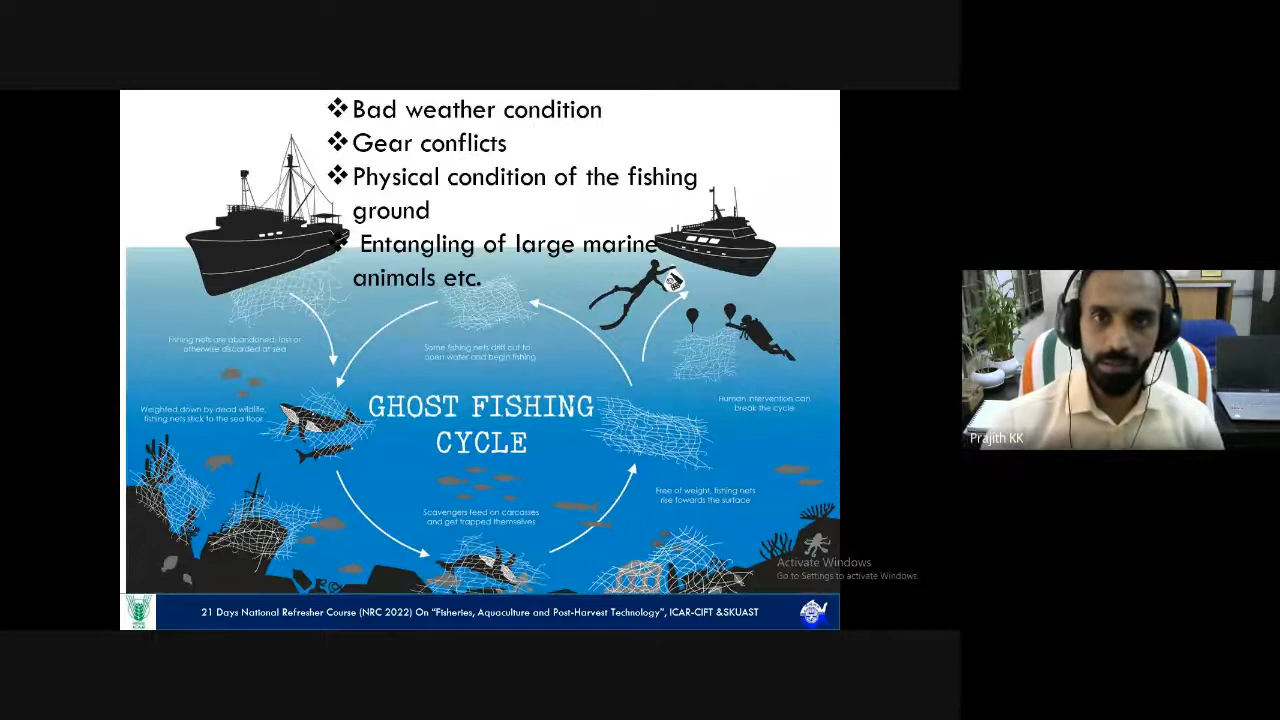 ❖Bad weather condition
❖Gear conflicts
❖Physical condition of the fishing
ground
❖ Entangling of large marine
animals etc.
Fishing nets are abandoned, lost or
otherwise discarded at sea
Some fishing nets drift out to
open water and begin fishing
Human intervention can
break the cycle
Weighted down by dead wildlife,
fishing nets stick to the sea floor
GHOST FISHING
CYCLE
Free of weight, fishing nets
rise towards the surface
Scavengers feed on carcasses
and get trapped themselves
Prajith KK
Activate Windows
Go to Settings to activate Windows.
21 Days National Refresher Course (NRC 2022) On "Fisheries, Aquaculture and Post-Harvest Technology", ICAR-CIFT &SKUAST